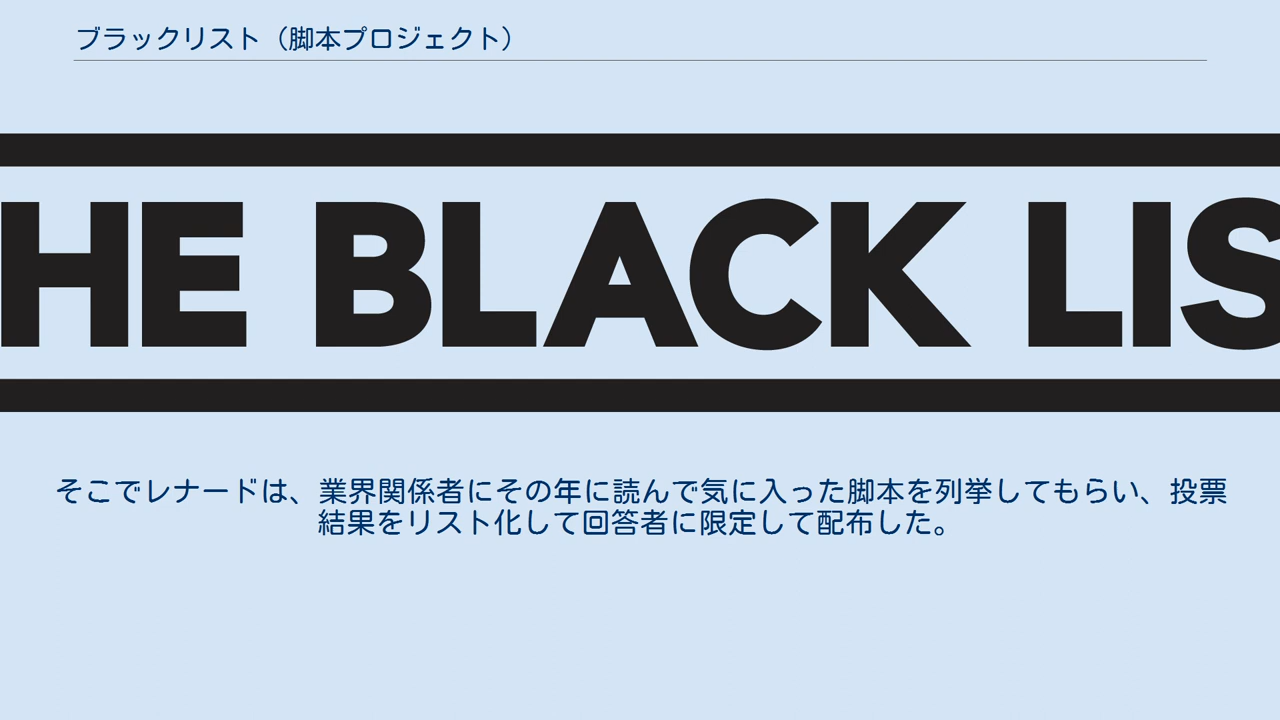 ブラックリスト（脚本プロジェクト）
HE BLACK LIS
そこでレナードは、業界関係者にその年に読んで気に入った脚本を列挙してもらい、投票
結果をリスト化して回答者に限定して配布した。